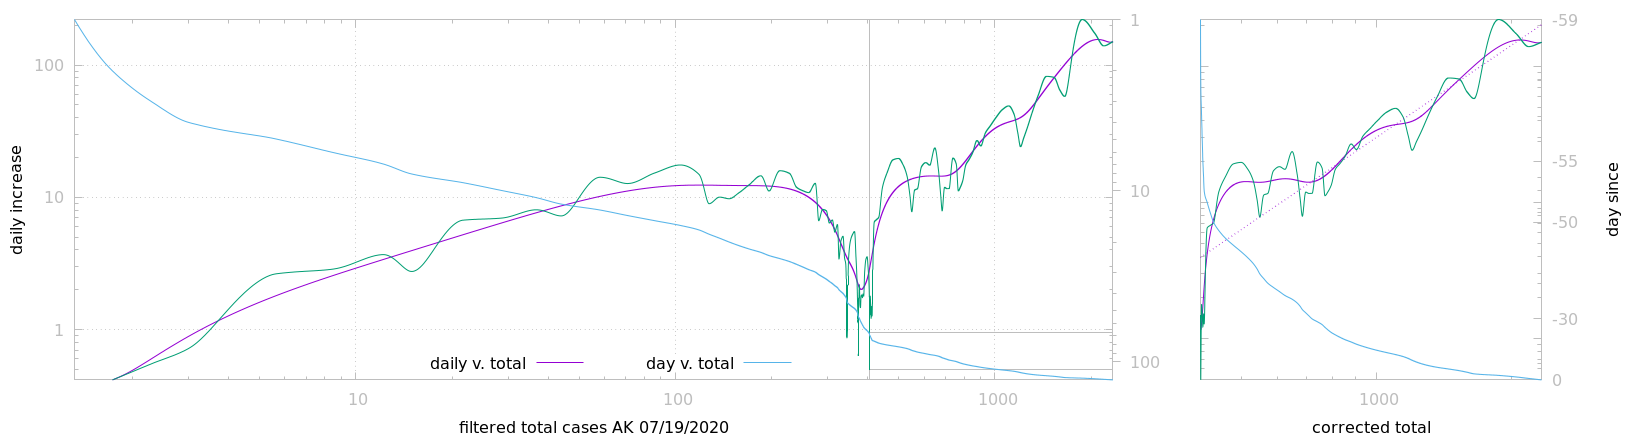 daily increase
100
10
1
1
10
100
day since
-59
-55
-50
-30
0
daily v. total
day v. total
10
100
1000
1000
filtered total cases AK 07/19/2020
corrected total